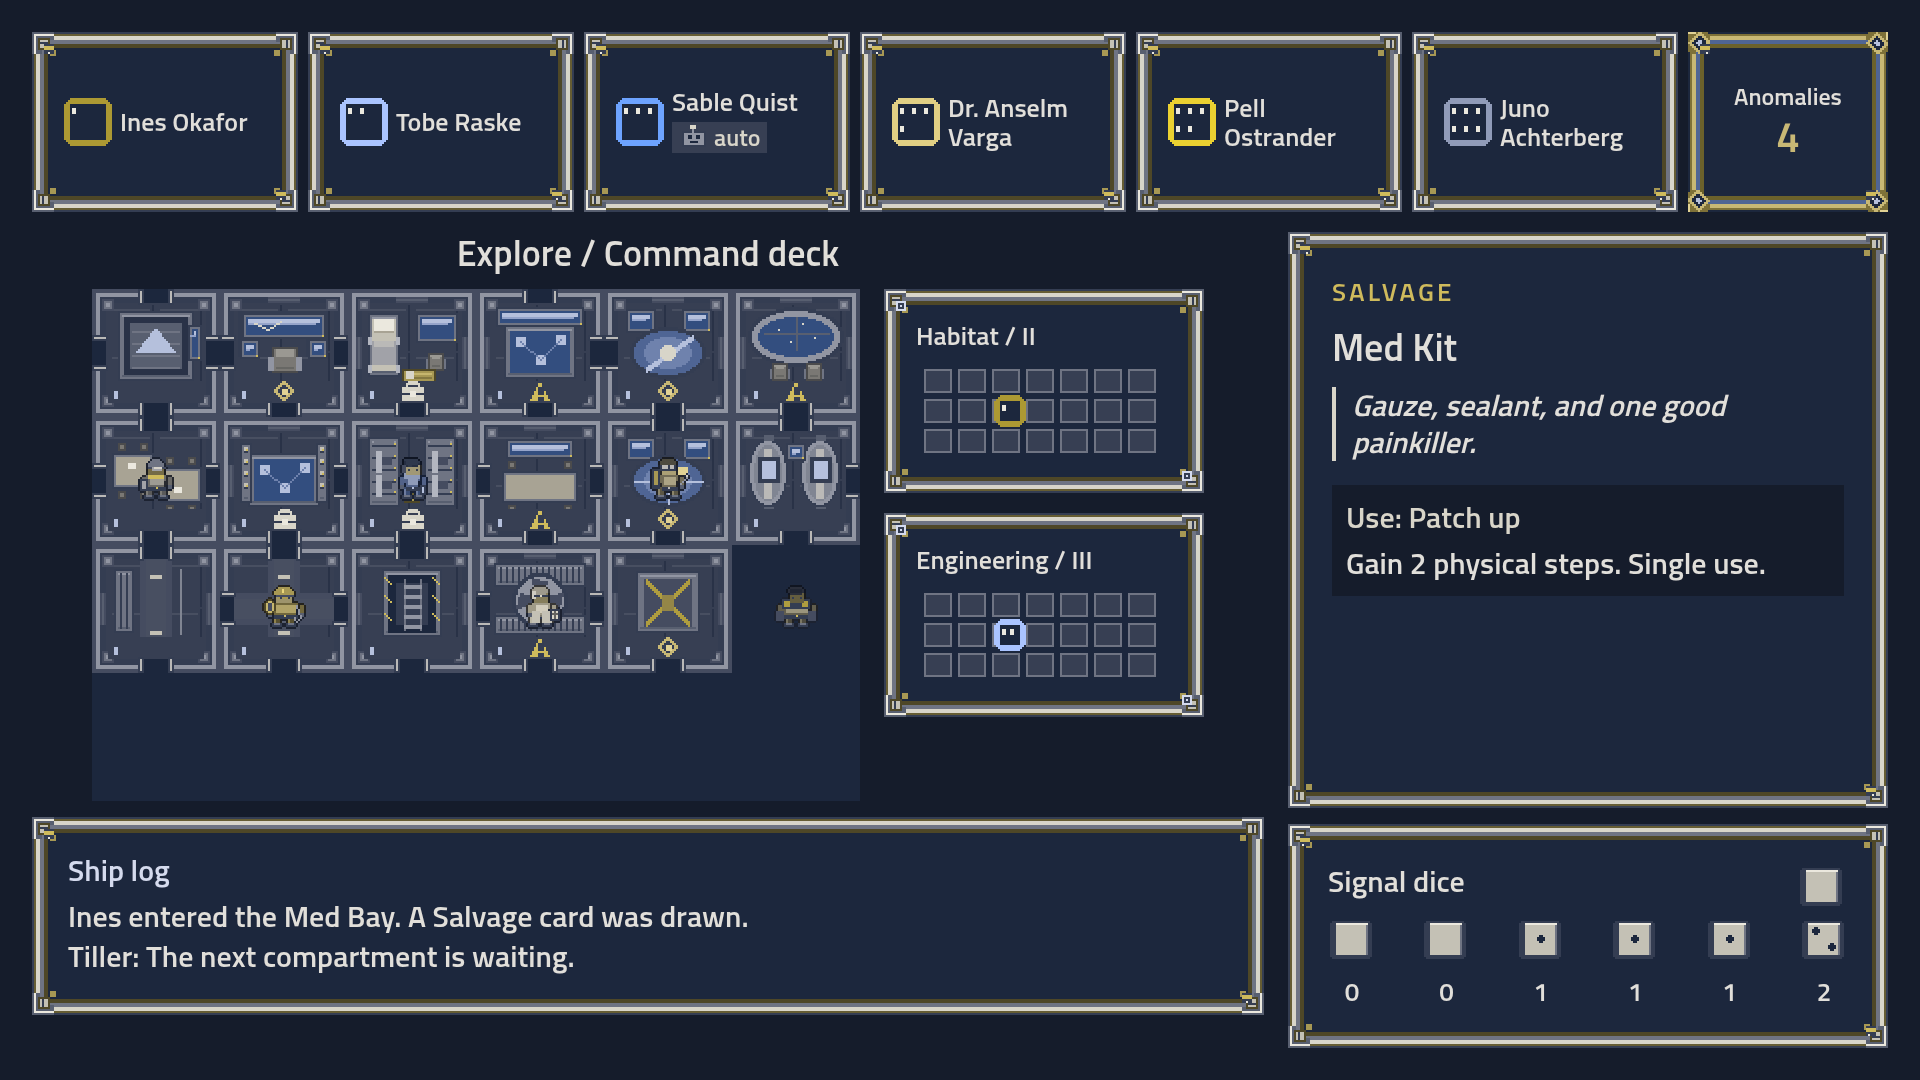 Ines Okafor
Tobe Raske
Sable Quist
auto
Dr. Anselm
Varga
Pell
Ostrander
Juno
Achterberg
Anomalies
4
Explore / Command deck
Habitat / II
Engineering / III
SALVAGE
Med Kit
Gauze, sealant, and one good
painkiller.
Use: Patch up
Gain 2 physical steps. Single use.
Ship log
Ines entered the Med Bay. A Salvage card was drawn.
Tiller: The next compartment is waiting.
Signal dice
0 0 1 1 1 2